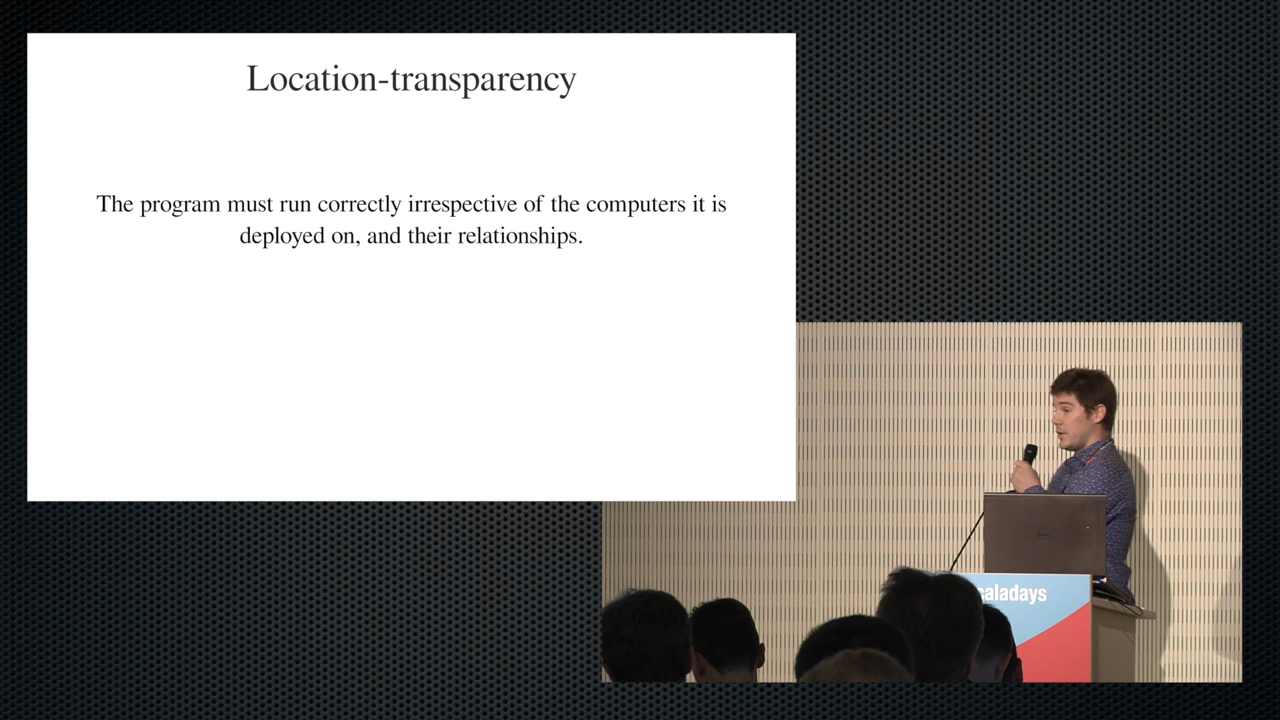 Location-transparency
The program must run correctly irrespective of the computers it is
deployed on, and their relationships.
caladays